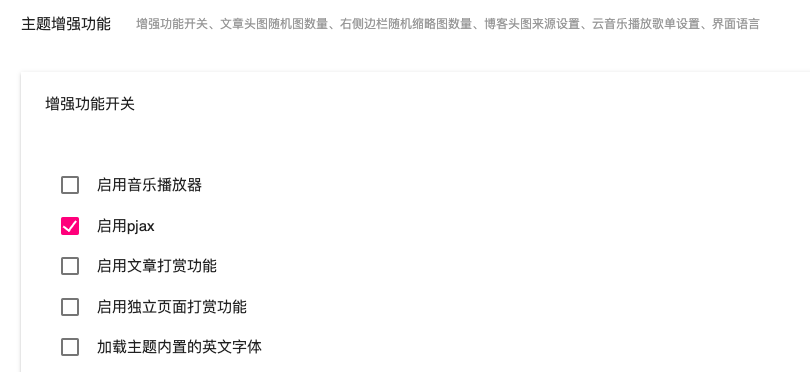 主题增强功能 增强功能开关、文章头图随机图数量、右侧边栏随机缩略图数量、博客头图来源设置、云音乐播放歌单设置、界面语言
增强功能开关
启用音乐播放器
启用pjax
启用文章打赏功能
启用独立页面打赏功能
加载主题内置的英文字体